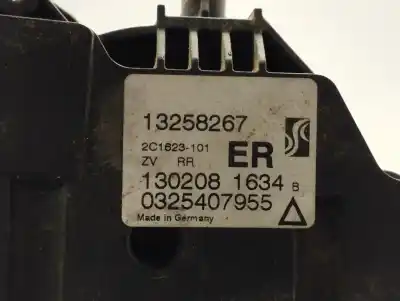 13258267
2C1623-101
ZV RR ER
130208 1634 B
0325407955
Made in Germany